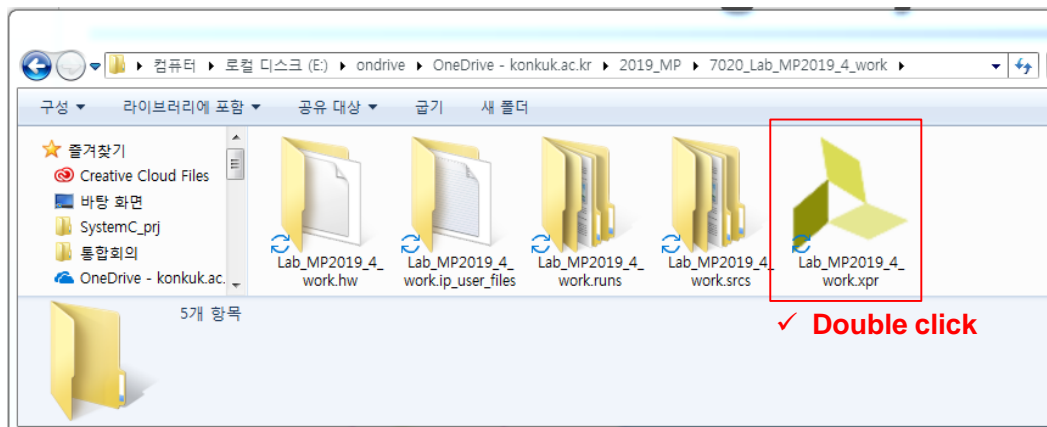 컴퓨터 ▸ 로컬 디스크 (E:) ▸ ondrive ▸ OneDrive - konkuk.ac.kr ▸ 2019_MP ▸ 7020_Lab_MP2019_4_work ▸
구성 라이브러리에 포함 공유 대상 굽기 새 폴더
즐겨찾기
Creative Cloud Files
바탕 화면
SystemC_prj
통합회의
OneDrive - konkuk.ac.
Lab_MP2019_4_
work.hw
Lab_MP2019_4_
work.ip_user_files
Lab_MP2019_4_
work.runs
Lab_MP2019_4_
work.srcs
Lab_MP2019_4_
work.xpr
5개 항목
✓ Double click